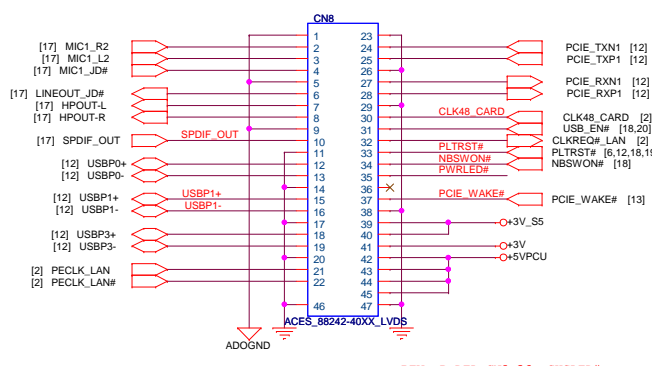 CN8
1 23
[17] MIC1_R2 2 24 PCIE_TXN1 [12]
[17] MIC1_L2 3 25 PCIE_TXP1 [12]
[17] MIC1_JD# 4 26
5 27 PCIE_RXN1 [12]
[17] LINEOUT_JD# 6 28 PCIE_RXP1 [12]
[17] HPOUT-L 7 29
[17] HPOUT-R 8 30 CLK48_CARD CLK48_CARD [2]
9 31 USB_EN# [18,20]
[17] SPDIF_OUT SPDIF_OUT 10 32 CLKREQ#_LAN [2]
11 33 PLTRST# PLTRST# [6,12,18,19
[12] USBP0+ 12 34 NBSWON# NBSWON# [18]
[12] USBP0- 13 35 PWRLED#
14 36
[12] USBP1+ USBP1+ 15 37 PCIE_WAKE# PCIE_WAKE# [13]
[12] USBP1- USBP1- 16 38
17 39 +3V_S5
[12] USBP3+ 18 40
[12] USBP3- 19 41 +3V
20 42 +5VPCU
[2] PECLK_LAN 21 43
[2] PECLK_LAN# 22 44
45
46 47
ACES_88242-40XX_LVDS
ADOGND